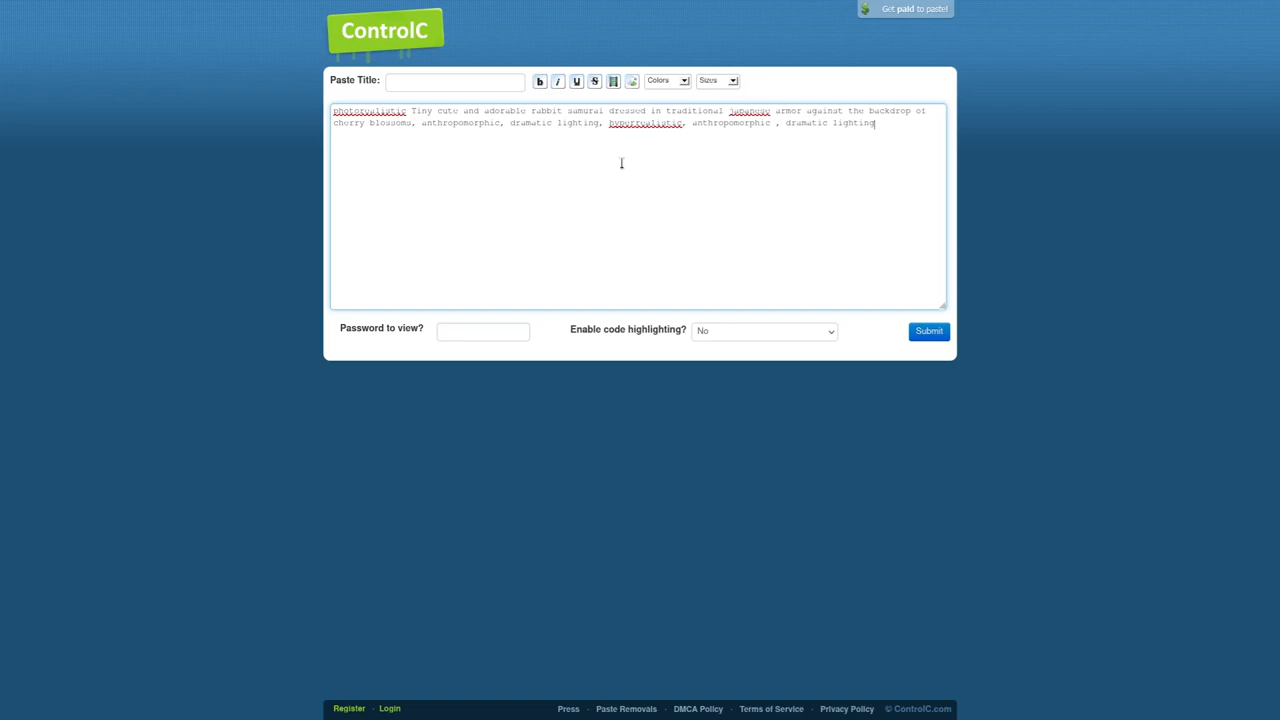 Get paid to paste!
ControlC
Paste Title:
b i U S Colors Sizes
photorealistic Tiny cute and adorable rabbit samurai dressed in traditional japanese armor against the backdrop of
cherry blossoms, anthropomorphic, dramatic lighting, hyperrealistic, anthropomorphic , dramatic lighting
Password to view?
Enable code highlighting? No
Submit
Register · Login
Press · Paste Removals · DMCA Policy · Terms of Service · Privacy Policy © ControlC.com